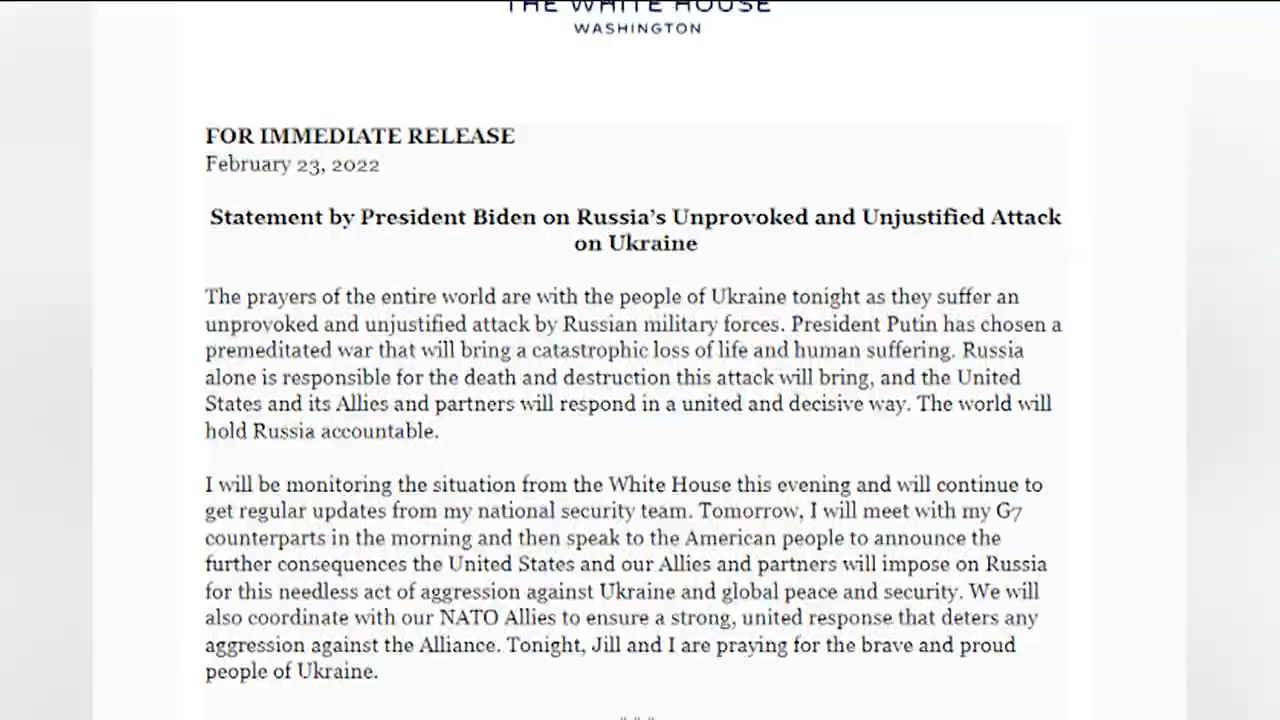 THE WHITE HOUSE
WASHINGTON
FOR IMMEDIATE RELEASE
February 23, 2022
Statement by President Biden on Russia’s Unprovoked and Unjustified Attack
on Ukraine
The prayers of the entire world are with the people of Ukraine tonight as they suffer an
unprovoked and unjustified attack by Russian military forces. President Putin has chosen a
premeditated war that will bring a catastrophic loss of life and human suffering. Russia
alone is responsible for the death and destruction this attack will bring, and the United
States and its Allies and partners will respond in a united and decisive way. The world will
hold Russia accountable.
I will be monitoring the situation from the White House this evening and will continue to
get regular updates from my national security team. Tomorrow, I will meet with my G7
counterparts in the morning and then speak to the American people to announce the
further consequences the United States and our Allies and partners will impose on Russia
for this needless act of aggression against Ukraine and global peace and security. We will
also coordinate with our NATO Allies to ensure a strong, united response that deters any
aggression against the Alliance. Tonight, Jill and I are praying for the brave and proud
people of Ukraine.